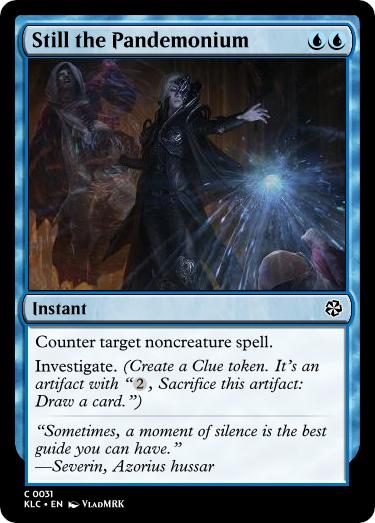 Still the Pandemonium
Instant
Counter target noncreature spell.
Investigate. (Create a Clue token. It's an
artifact with “2, Sacrifice this artifact:
Draw a card.”)
“Sometimes, a moment of silence is the best
guide you can have.”
—Severin, Azorius hussar
C 0031
KLC • EN VLADMRK